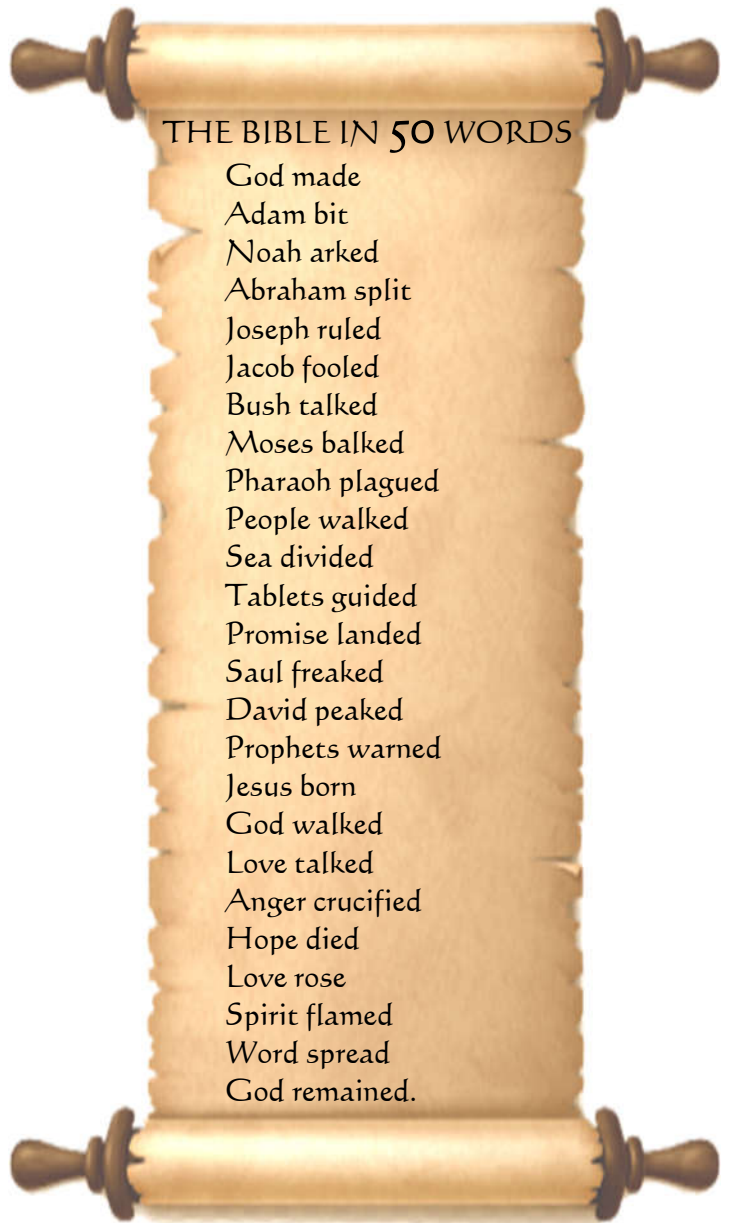 THE BIBLE IN 50 WORDS
God made
Adam bit
Noah arked
Abraham split
Joseph ruled
Jacob fooled
Bush talked
Moses balked
Pharaoh plagued
People walked
Sea divided
Tablets guided
Promise landed
Saul freaked
David peaked
Prophets warned
Jesus born
God walked
Love talked
Anger crucified
Hope died
Love rose
Spirit flamed
Word spread
God remained.